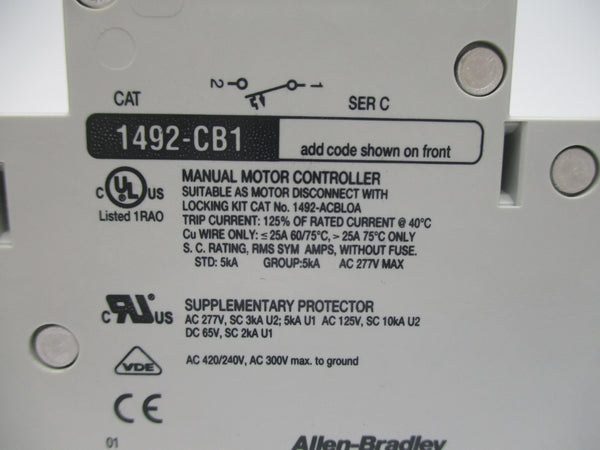 2 1
CAT SER C
1492-CB1 add code shown on front
MANUAL MOTOR CONTROLLER
SUITABLE AS MOTOR DISCONNECT WITH
LOCKING KIT CAT No. 1492-ACBLOA
TRIP CURRENT: 125% OF RATED CURRENT @ 40°C
Cu WIRE ONLY: ≤ 25A 60/75°C, > 25A 75°C ONLY
S. C. RATING, RMS SYM AMPS, WITHOUT FUSE.
STD: 5kA GROUP:5kA AC 277V MAX
C UL US
Listed 1RAO
SUPPLEMENTARY PROTECTOR
AC 277V, SC 3kA U2; 5kA U1 AC 125V, SC 10kA U2
DC 65V, SC 2kA U1
C RU US
VDE
AC 420/240V, AC 300V max. to ground
CE
01 Allen-Bradley